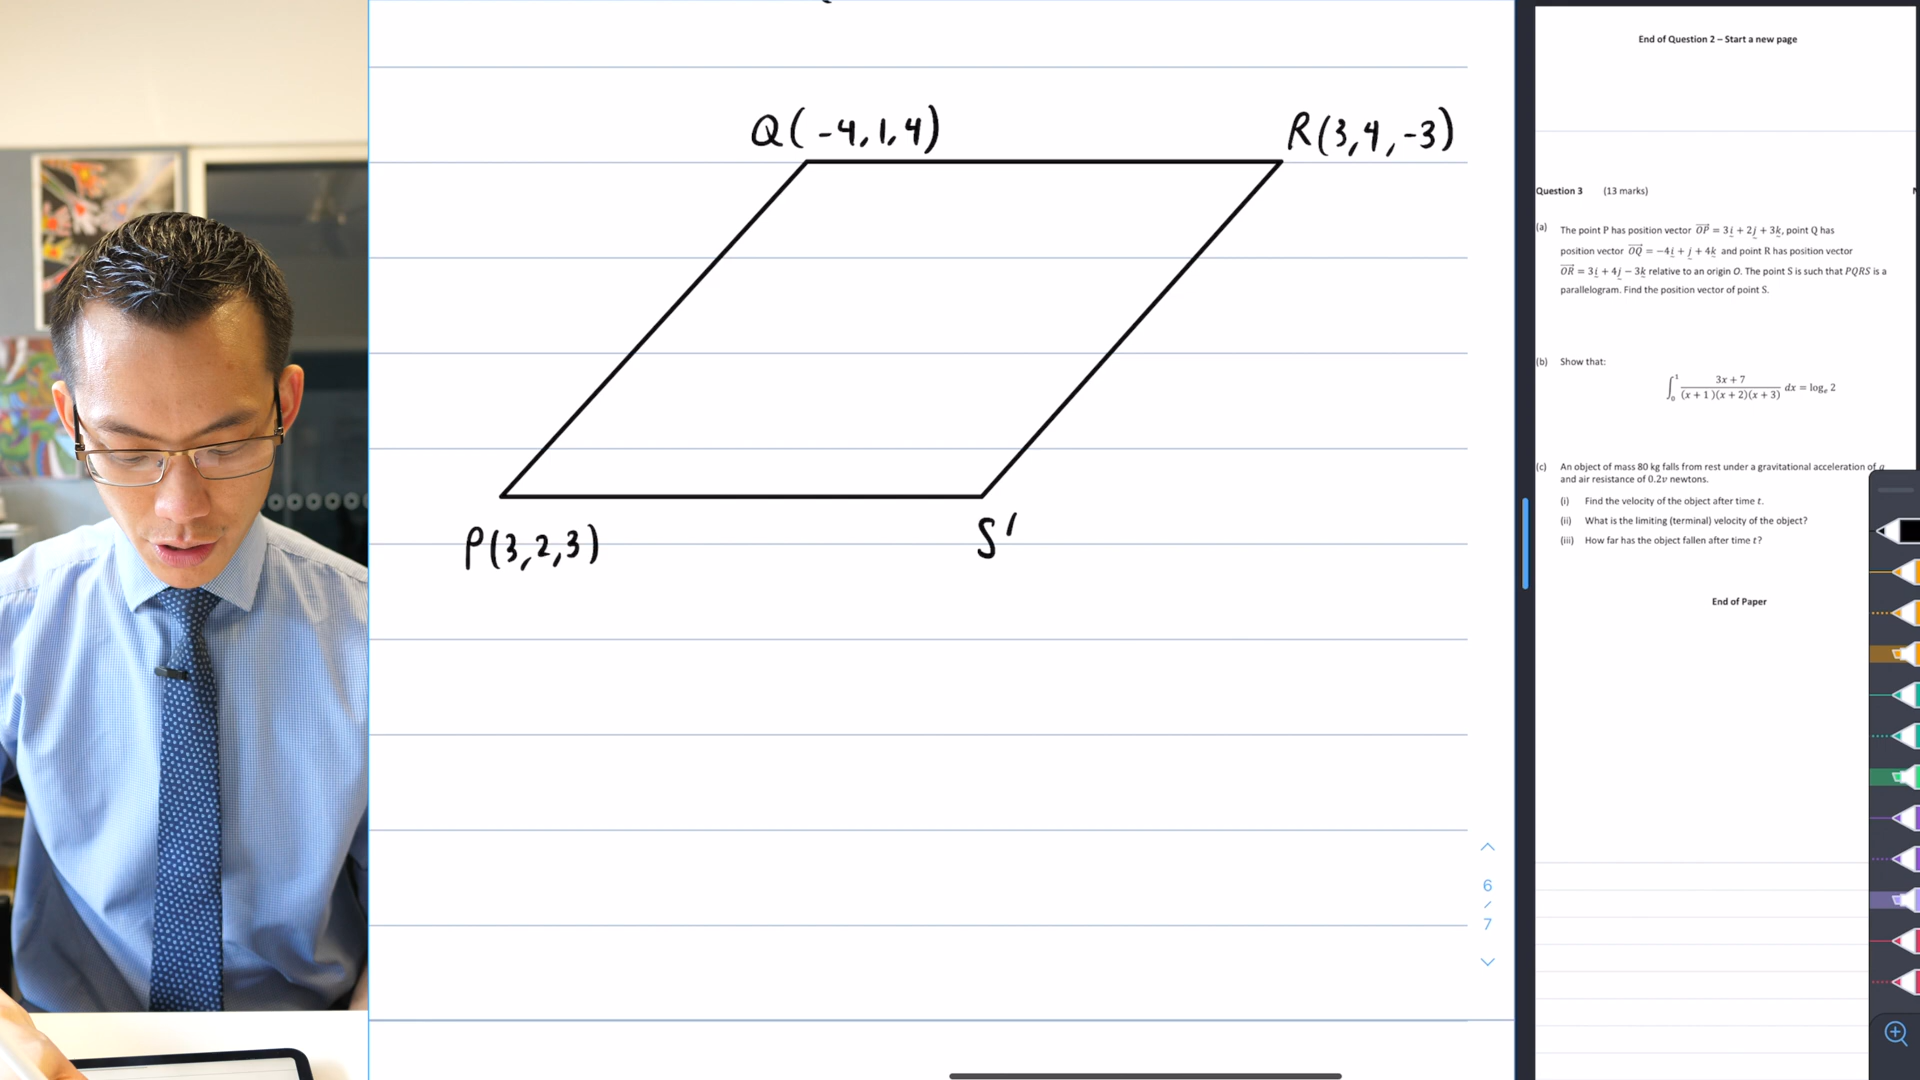 Q(-4,1,4)
R(3,4,-3)
P(3,2,3)
S(
6
/
7
End of Question 2 – Start a new page
Question 3 (13 marks)
(a) The point P has position vector OP = 3i + 2j + 3k, point Q has
position vector OQ = −4i + j + 4k and point R has position vector
OR = 3i + 4j − 3k relative to an origin O. The point S is such that PQRS is a
parallelogram. Find the position vector of point S.
(b) Show that:
∫₀¹ (3x + 7)/((x + 1)(x + 2)(x + 3)) dx = logₑ 2
(c) An object of mass 80 kg falls from rest under a gravitational acceleration of g
and air resistance of 0.2v newtons.
(i) Find the velocity of the object after time t.
(ii) What is the limiting (terminal) velocity of the object?
(iii) How far has the object fallen after time t?
End of Paper